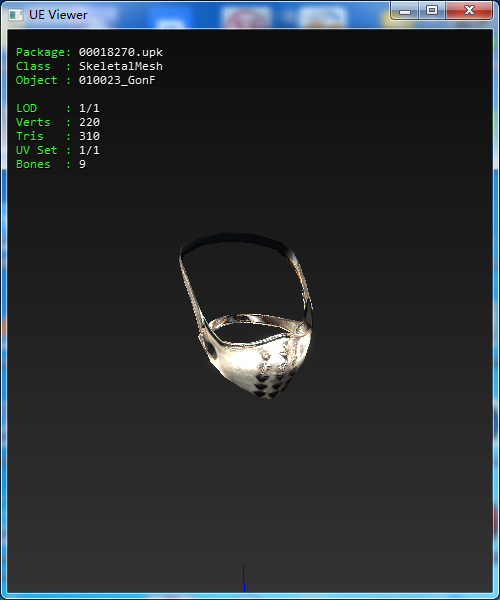 UE Viewer
Package: 00018270.upk
Class : SkeletalMesh
Object : 010023_GonF
LOD : 1/1
Verts : 220
Tris : 310
UV Set : 1/1
Bones : 9